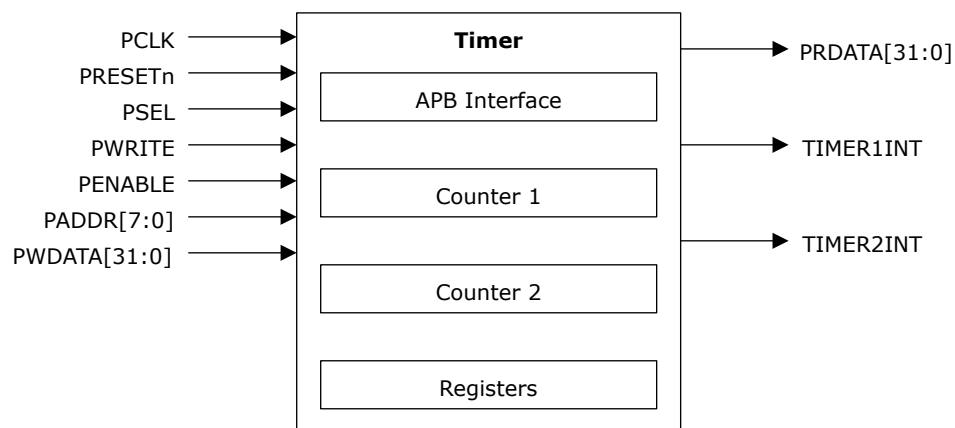 PCLK
PRESETn
PSEL
PWRITE
PENABLE
PADDR[7:0]
PWDATA[31:0]
Timer
APB Interface
Counter 1
Counter 2
Registers
PRDATA[31:0]
TIMER1INT
TIMER2INT